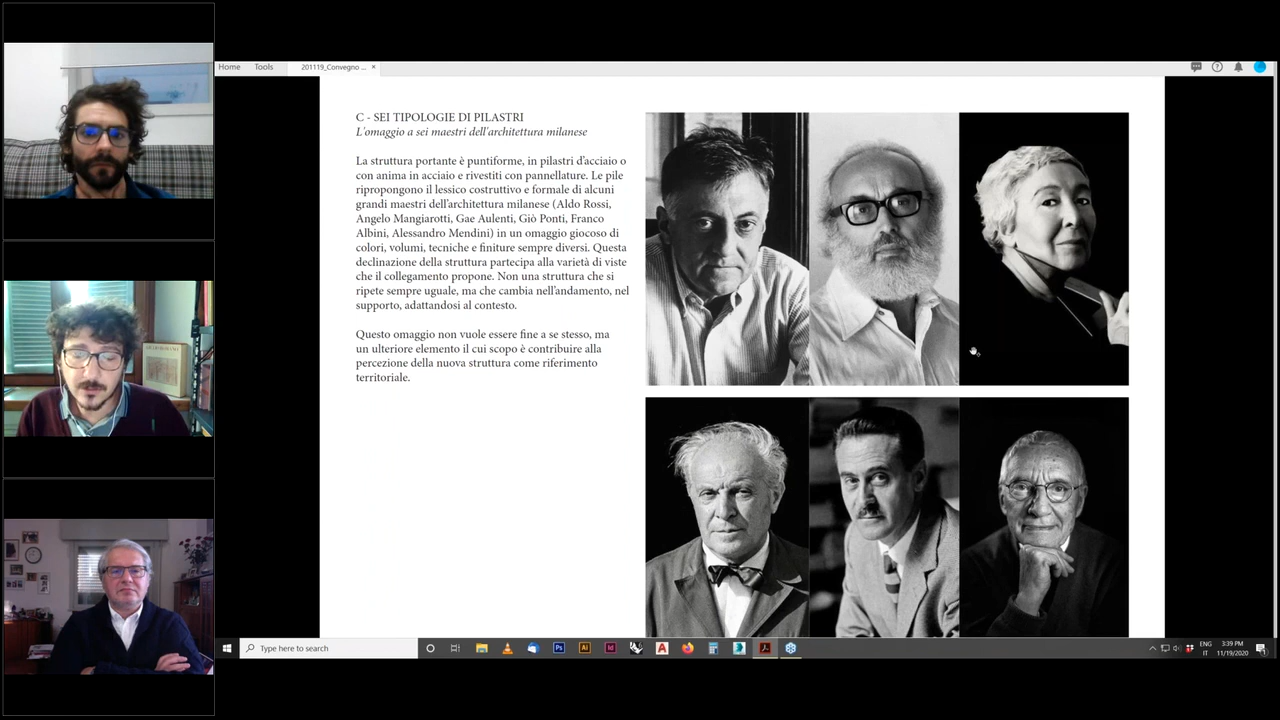 Home Tools 201119_Convegno ... ×
C - SEI TIPOLOGIE DI PILASTRI
L'omaggio a sei maestri dell'architettura milanese
La struttura portante è puntiforme, in pilastri d'acciaio o
con anima in acciaio e rivestiti con pannellature. Le pile
ripropongono il lessico costruttivo e formale di alcuni
grandi maestri dell'architettura milanese (Aldo Rossi,
Angelo Mangiarotti, Gae Aulenti, Giò Ponti, Franco
Albini, Alessandro Mendini) in un omaggio giocoso di
colori, volumi, tecniche e finiture sempre diversi. Questa
declinazione della struttura partecipa alla varietà di viste
che il collegamento propone. Non una struttura che si
ripete sempre uguale, ma che cambia nell'andamento, nel
supporto, adattandosi al contesto.
Questo omaggio non vuole essere fine a se stesso, ma
un ulteriore elemento il cui scopo è contribuire alla
percezione della nuova struttura come riferimento
territoriale.
Type here to search
Ps Ai Id A
ENG
IT
3:39 PM
11/19/2020